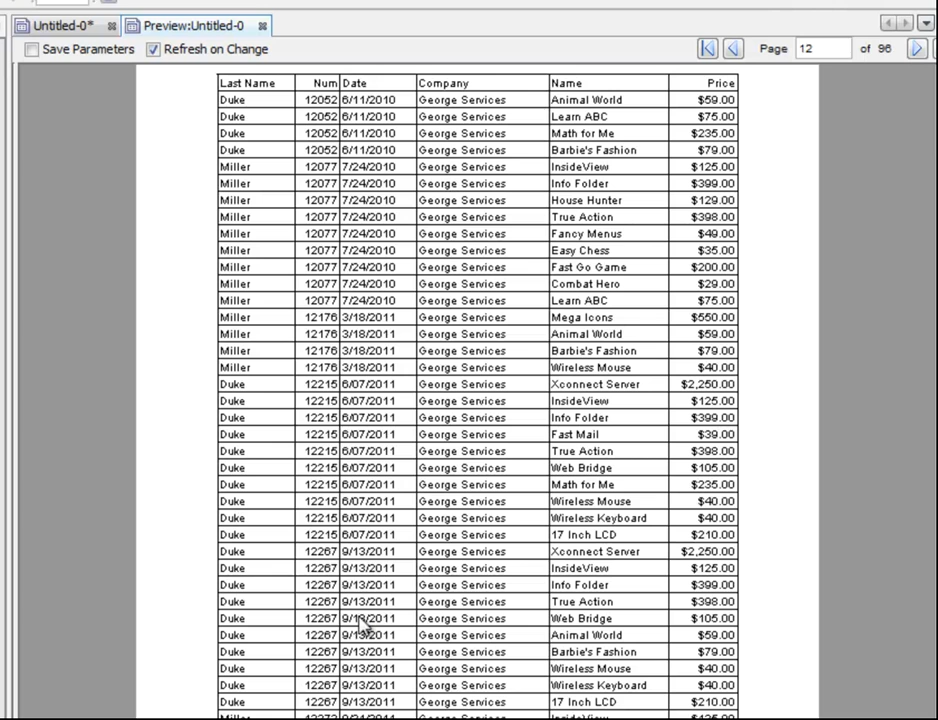 Untitled-0* Preview:Untitled-0
Save Parameters Refresh on Change Page 12 of 96
Last Name Num Date Company Name Price
Duke 12052 6/11/2010 George Services Animal World $59.00
Duke 12052 6/11/2010 George Services Learn ABC $75.00
Duke 12052 6/11/2010 George Services Math for Me $235.00
Duke 12052 6/11/2010 George Services Barbie's Fashion $79.00
Miller 12077 7/24/2010 George Services InsideView $125.00
Miller 12077 7/24/2010 George Services Info Folder $399.00
Miller 12077 7/24/2010 George Services House Hunter $129.00
Miller 12077 7/24/2010 George Services True Action $398.00
Miller 12077 7/24/2010 George Services Fancy Menus $49.00
Miller 12077 7/24/2010 George Services Easy Chess $35.00
Miller 12077 7/24/2010 George Services Fast Go Game $200.00
Miller 12077 7/24/2010 George Services Combat Hero $29.00
Miller 12077 7/24/2010 George Services Learn ABC $75.00
Miller 12176 3/18/2011 George Services Mega Icons $550.00
Miller 12176 3/18/2011 George Services Animal World $59.00
Miller 12176 3/18/2011 George Services Barbie's Fashion $79.00
Miller 12176 3/18/2011 George Services Wireless Mouse $40.00
Duke 12215 6/07/2011 George Services Xconnect Server $2,250.00
Duke 12215 6/07/2011 George Services InsideView $125.00
Duke 12215 6/07/2011 George Services Info Folder $399.00
Duke 12215 6/07/2011 George Services Fast Mail $39.00
Duke 12215 6/07/2011 George Services True Action $398.00
Duke 12215 6/07/2011 George Services Web Bridge $105.00
Duke 12215 6/07/2011 George Services Math for Me $235.00
Duke 12215 6/07/2011 George Services Wireless Mouse $40.00
Duke 12215 6/07/2011 George Services Wireless Keyboard $40.00
Duke 12215 6/07/2011 George Services 17 Inch LCD $210.00
Duke 12267 9/13/2011 George Services Xconnect Server $2,250.00
Duke 12267 9/13/2011 George Services InsideView $125.00
Duke 12267 9/13/2011 George Services Info Folder $399.00
Duke 12267 9/13/2011 George Services True Action $398.00
Duke 12267 9/13/2011 George Services Web Bridge $105.00
Duke 12267 9/13/2011 George Services Animal World $59.00
Duke 12267 9/13/2011 George Services Barbie's Fashion $79.00
Duke 12267 9/13/2011 George Services Wireless Mouse $40.00
Duke 12267 9/13/2011 George Services Wireless Keyboard $40.00
Duke 12267 9/13/2011 George Services 17 Inch LCD $210.00